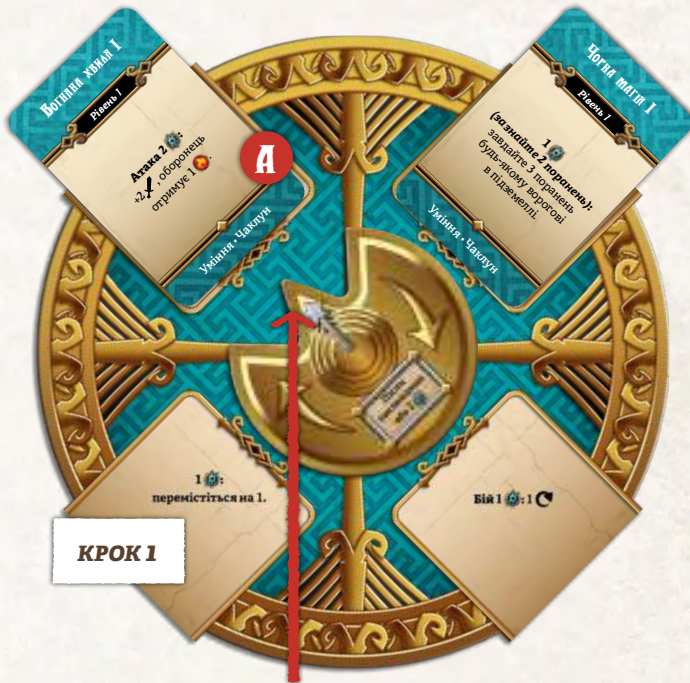 Вогняна хвиля I
Рівень 1
Атака 2 :
+2 , оборонець
отримує 1 .
Уміння • Чаклун
А
Чорна магія I
Рівень 1
1
(зазнайте 2 поранень):
завдайте 3 поранень
будь-якому ворогові
в підземеллі.
Уміння • Чаклун
1 :
перемістіться на 1.
Бій 1 : 1
КРОК 1